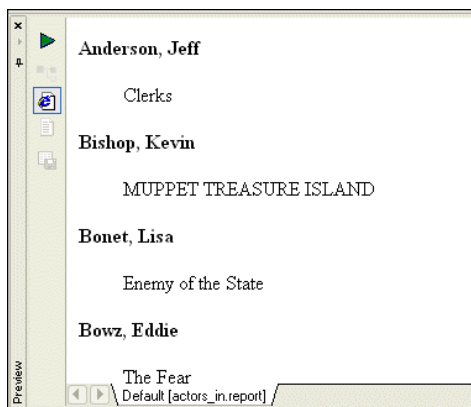 Anderson, Jeff
Clerks
Bishop, Kevin
MUPPET TREASURE ISLAND
Bonet, Lisa
Enemy of the State
Bowz, Eddie
The Fear
Preview
Default [actors_in.report]